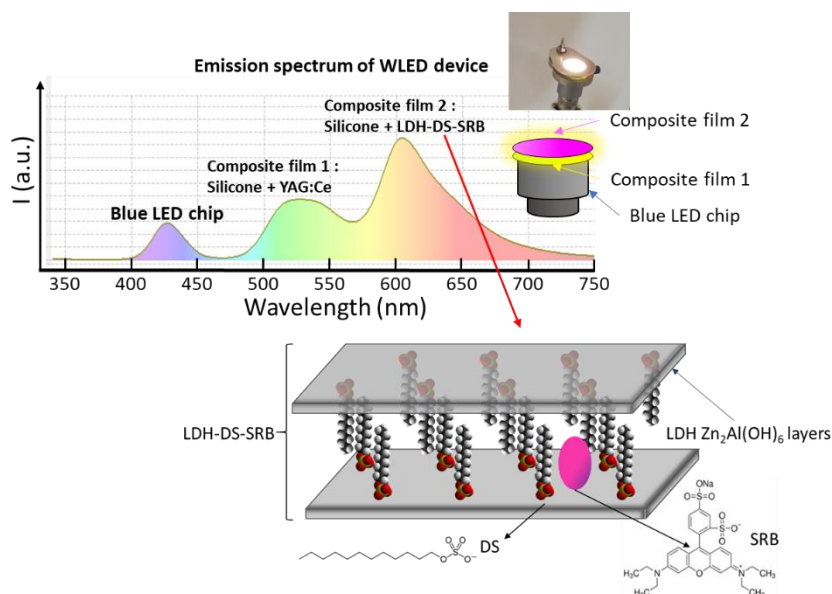 Emission spectrum of WLED device
Composite film 2 :
Silicone + LDH-DS-SRB
Composite film 1 :
Silicone + YAG:Ce
Blue LED chip
I (a.u.)
350 400 450 500 550 600 650 700 750
Wavelength (nm)
Composite film 2
Composite film 1
Blue LED chip
LDH-DS-SRB
LDH Zn₂Al(OH)₆ layers
DS
O
S
O
O
O⁻
SRB
ONa
O=S=O
O
S-O⁻
O
H₃C
N
O
N⁺
CH₃
H₃C
CH₃